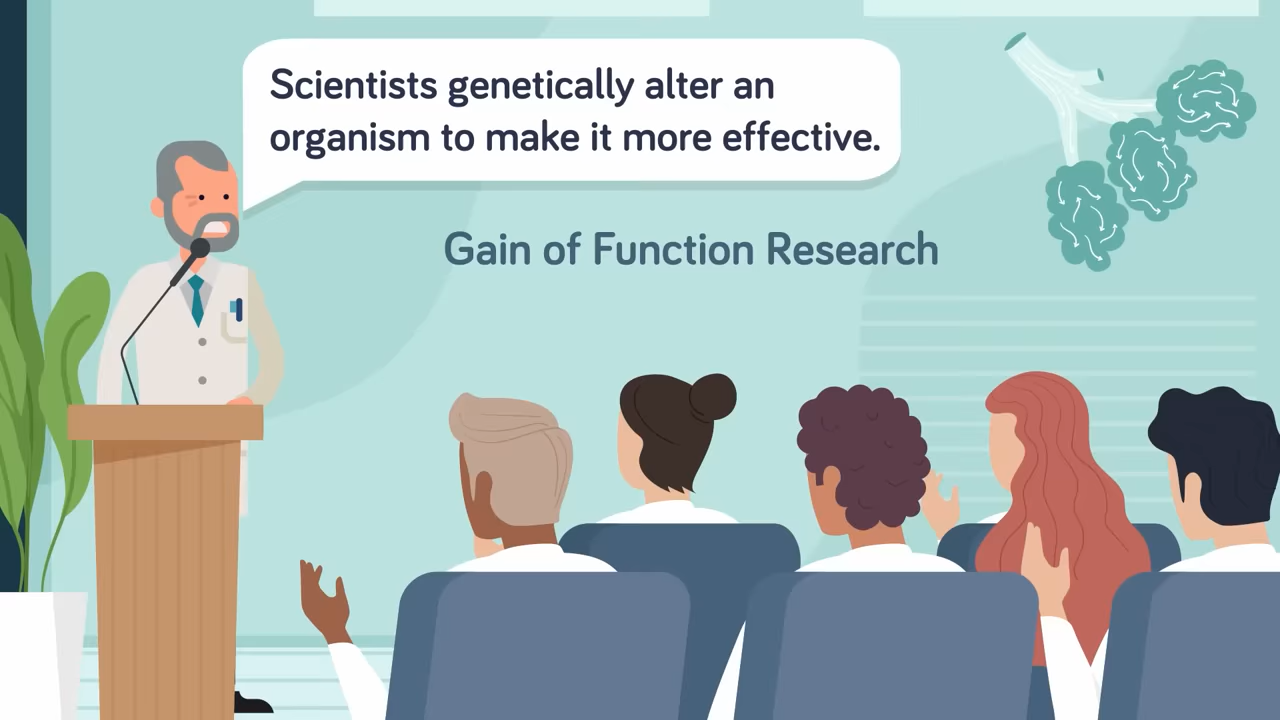 Scientists genetically alter an
organism to make it more effective.
Gain of Function Research